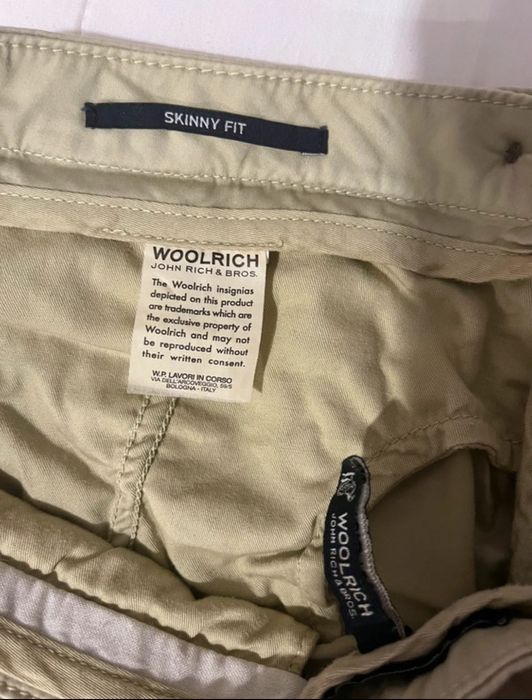 SKINNY FIT
WOOLRICH
JOHN RICH & BROS.
The Woolrich insignias
depicted on this product
are trademarks which are
the exclusive property of
Woolrich and may not
be reproduced without
their written consent.
W.P. LAVORI IN CORSO
VIA DELL'ARCOVEGGIO, 59/5
BOLOGNA - ITALY
WOOLRICH
JOHN RICH & BROS.